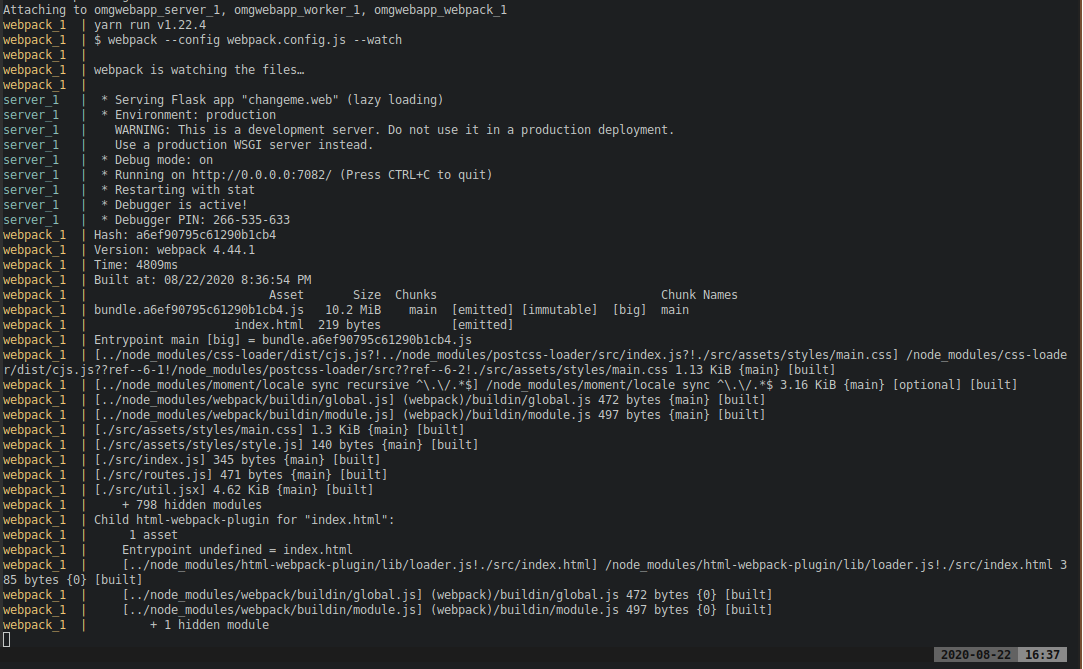 Attaching to omgwebapp_server_1, omgwebapp_worker_1, omgwebapp_webpack_1
webpack_1  | yarn run v1.22.4
webpack_1  | $ webpack --config webpack.config.js --watch
webpack_1  |
webpack_1  | webpack is watching the files…
webpack_1  |
server_1   |  * Serving Flask app "changeme.web" (lazy loading)
server_1   |  * Environment: production
server_1   |    WARNING: This is a development server. Do not use it in a production deployment.
server_1   |    Use a production WSGI server instead.
server_1   |  * Debug mode: on
server_1   |  * Running on http://0.0.0.0:7082/ (Press CTRL+C to quit)
server_1   |  * Restarting with stat
server_1   |  * Debugger is active!
server_1   |  * Debugger PIN: 266-535-633
webpack_1  | Hash: a6ef90795c61290b1cb4
webpack_1  | Version: webpack 4.44.1
webpack_1  | Time: 4809ms
webpack_1  | Built at: 08/22/2020 8:36:54 PM
webpack_1  |                          Asset       Size  Chunks                                Chunk Names
webpack_1  | bundle.a6ef90795c61290b1cb4.js   10.2 MiB    main  [emitted] [immutable]  [big]  main
webpack_1  |                     index.html  219 bytes          [emitted]
webpack_1  | Entrypoint main [big] = bundle.a6ef90795c61290b1cb4.js
webpack_1  | [../node_modules/css-loader/dist/cjs.js?!../node_modules/postcss-loader/src/index.js?!./src/assets/styles/main.css] /node_modules/css-loade
r/dist/cjs.js??ref--6-1!/node_modules/postcss-loader/src??ref--6-2!./src/assets/styles/main.css 1.13 KiB {main} [built]
webpack_1  | [../node_modules/moment/locale sync recursive ^\.\/.*$] /node_modules/moment/locale sync ^\.\/.*$ 3.16 KiB {main} [optional] [built]
webpack_1  | [../node_modules/webpack/buildin/global.js] (webpack)/buildin/global.js 472 bytes {main} [built]
webpack_1  | [../node_modules/webpack/buildin/module.js] (webpack)/buildin/module.js 497 bytes {main} [built]
webpack_1  | [./src/assets/styles/main.css] 1.3 KiB {main} [built]
webpack_1  | [./src/assets/styles/style.js] 140 bytes {main} [built]
webpack_1  | [./src/index.js] 345 bytes {main} [built]
webpack_1  | [./src/routes.js] 471 bytes {main} [built]
webpack_1  | [./src/util.jsx] 4.62 KiB {main} [built]
webpack_1  |     + 798 hidden modules
webpack_1  | Child html-webpack-plugin for "index.html":
webpack_1  |      1 asset
webpack_1  |     Entrypoint undefined = index.html
webpack_1  |     [../node_modules/html-webpack-plugin/lib/loader.js!./src/index.html] /node_modules/html-webpack-plugin/lib/loader.js!./src/index.html 3
85 bytes {0} [built]
webpack_1  |     [../node_modules/webpack/buildin/global.js] (webpack)/buildin/global.js 472 bytes {0} [built]
webpack_1  |     [../node_modules/webpack/buildin/module.js] (webpack)/buildin/module.js 497 bytes {0} [built]
webpack_1  |         + 1 hidden module
2020-08-22 16:37